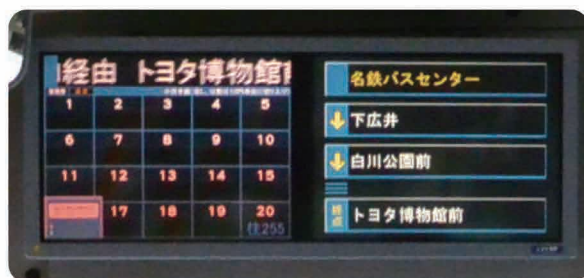 経由 トヨタ博物館前
1 2 3 4 5
6 7 8 9 10
11 12 13 14 15
17 18 19 20
255
名鉄バスセンター
下広井
白川公園前
終点 トヨタ博物館前